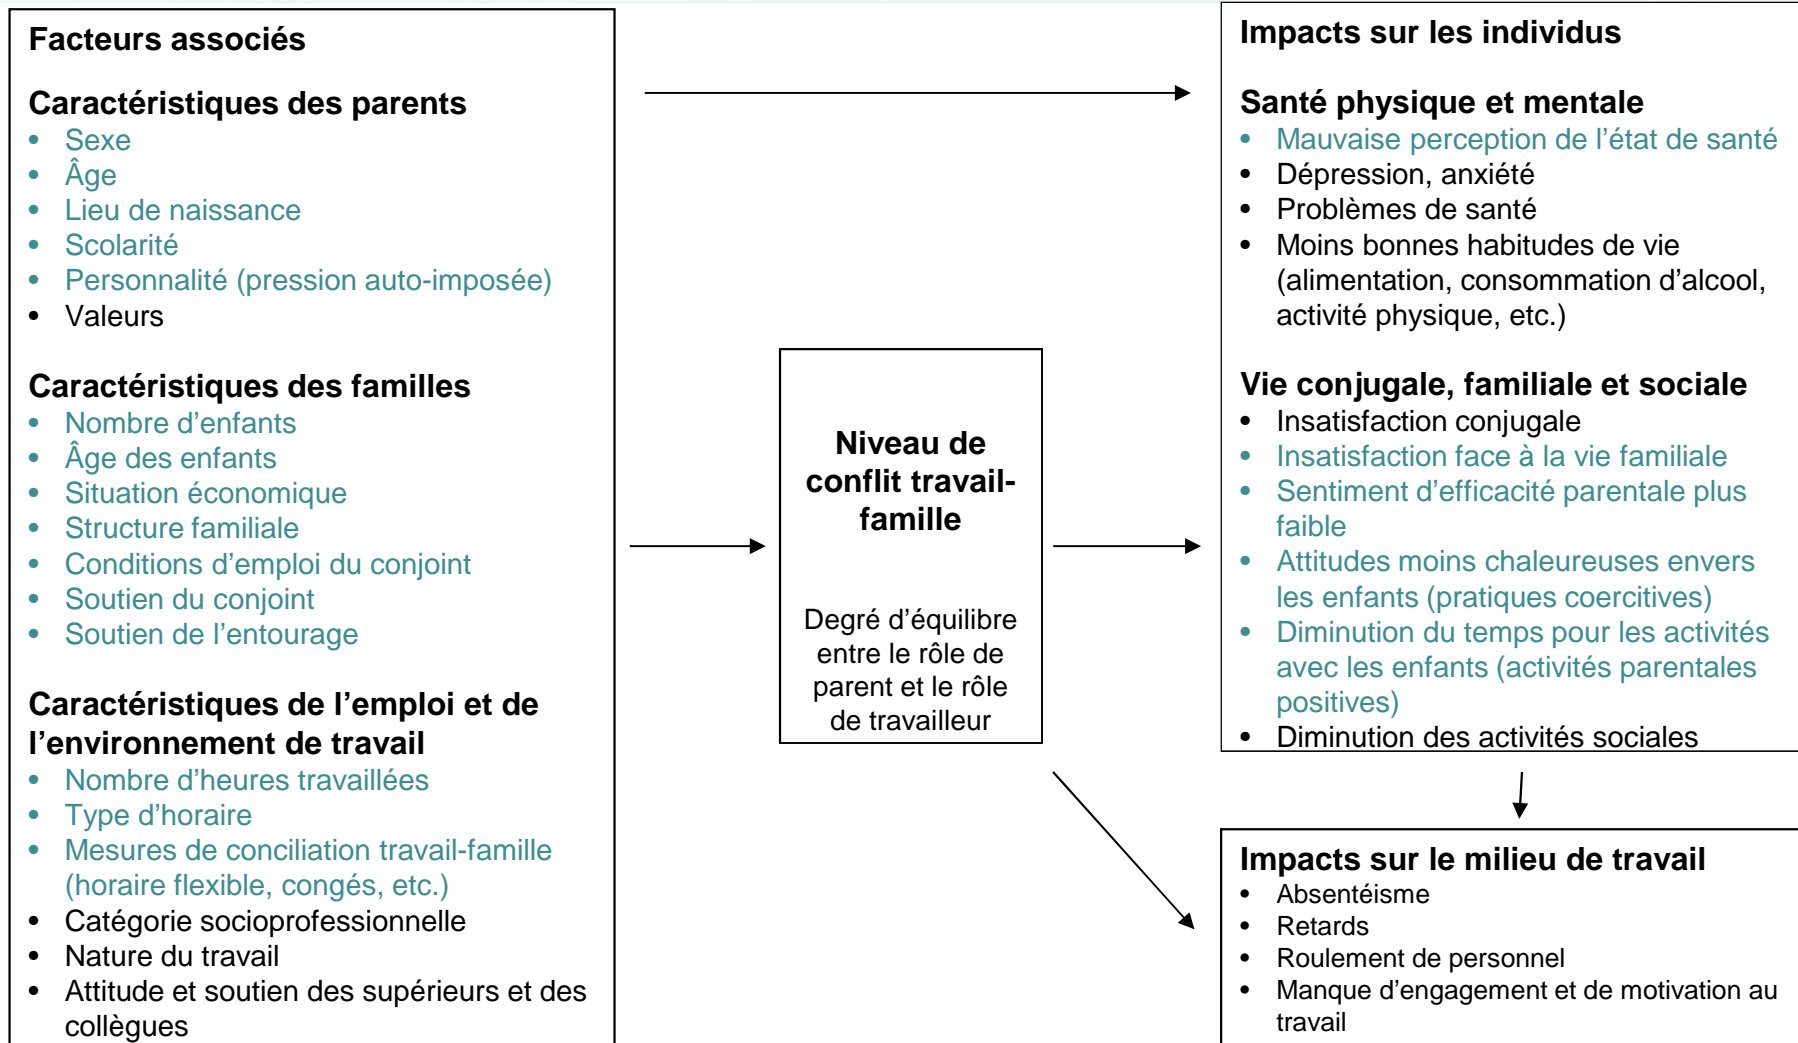 Facteurs associés
Caractéristiques des parents
• Sexe
• Âge
• Lieu de naissance
• Scolarité
• Personnalité (pression auto-imposée)
• Valeurs
Caractéristiques des familles
• Nombre d’enfants
• Âge des enfants
• Situation économique
• Structure familiale
• Conditions d’emploi du conjoint
• Soutien du conjoint
• Soutien de l’entourage
Caractéristiques de l’emploi et de
l’environnement de travail
• Nombre d’heures travaillées
• Type d’horaire
• Mesures de conciliation travail-famille
(horaire flexible, congés, etc.)
• Catégorie socioprofessionnelle
• Nature du travail
• Attitude et soutien des supérieurs et des
collègues
Niveau de
conflit travail-
famille
Degré d’équilibre
entre le rôle de
parent et le rôle
de travailleur
Impacts sur les individus
Santé physique et mentale
• Mauvaise perception de l’état de santé
• Dépression, anxiété
• Problèmes de santé
• Moins bonnes habitudes de vie
(alimentation, consommation d’alcool,
activité physique, etc.)
Vie conjugale, familiale et sociale
• Insatisfaction conjugale
• Insatisfaction face à la vie familiale
• Sentiment d’efficacité parentale plus
faible
• Attitudes moins chaleureuses envers
les enfants (pratiques coercitives)
• Diminution du temps pour les activités
avec les enfants (activités parentales
positives)
• Diminution des activités sociales
Impacts sur le milieu de travail
• Absentéisme
• Retards
• Roulement de personnel
• Manque d’engagement et de motivation au
travail